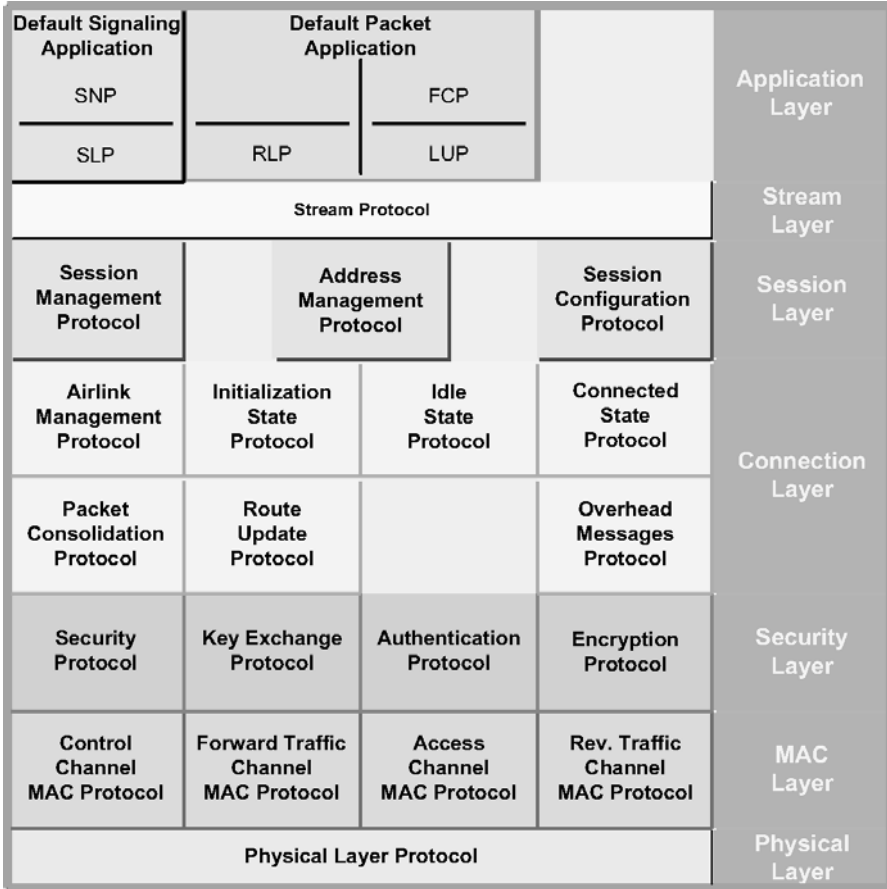 Default Signaling
Application
SNP
SLP
Default Packet
Application
RLP
FCP
LUP
Application
Layer
Stream Protocol
Stream
Layer
Session
Management
Protocol
Address
Management
Protocol
Session
Configuration
Protocol
Session
Layer
Airlink
Management
Protocol
Initialization
State
Protocol
Idle
State
Protocol
Connected
State
Protocol
Packet
Consolidation
Protocol
Route
Update
Protocol
Overhead
Messages
Protocol
Connection
Layer
Security
Protocol
Key Exchange
Protocol
Authentication
Protocol
Encryption
Protocol
Security
Layer
Control
Channel
MAC Protocol
Forward Traffic
Channel
MAC Protocol
Access
Channel
MAC Protocol
Rev. Traffic
Channel
MAC Protocol
MAC
Layer
Physical Layer Protocol
Physical
Layer